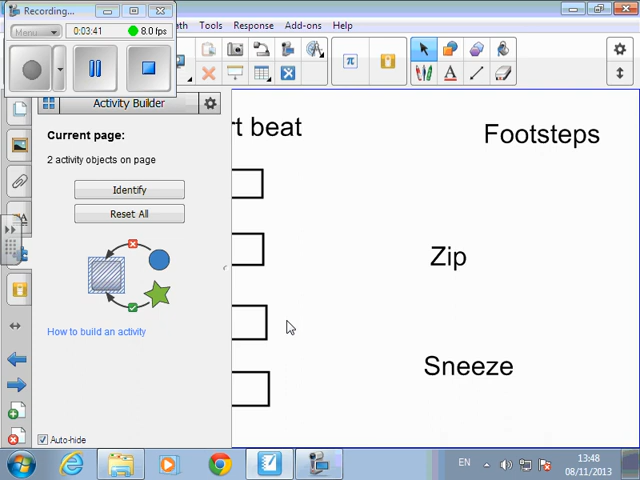 Recording...
Menu
0:03:41
8.0 fps
Tools Response Add-ons Help
Activity Builder
Current page:
2 activity objects on page
Identify
Reset All
How to build an activity
Auto-hide
rt beat
Footsteps
Zip
Sneeze
EN
13:48
08/11/2013